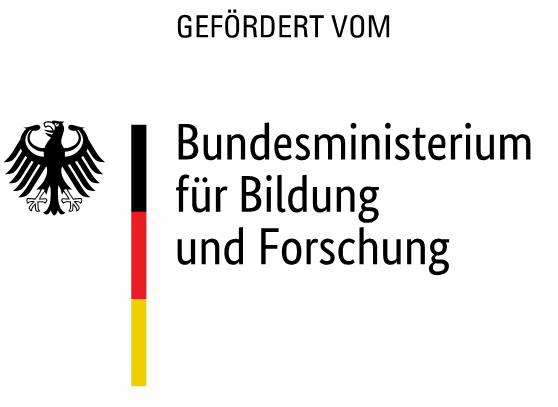 GEFÖRDERT VOM
Bundesministerium
für Bildung
und Forschung